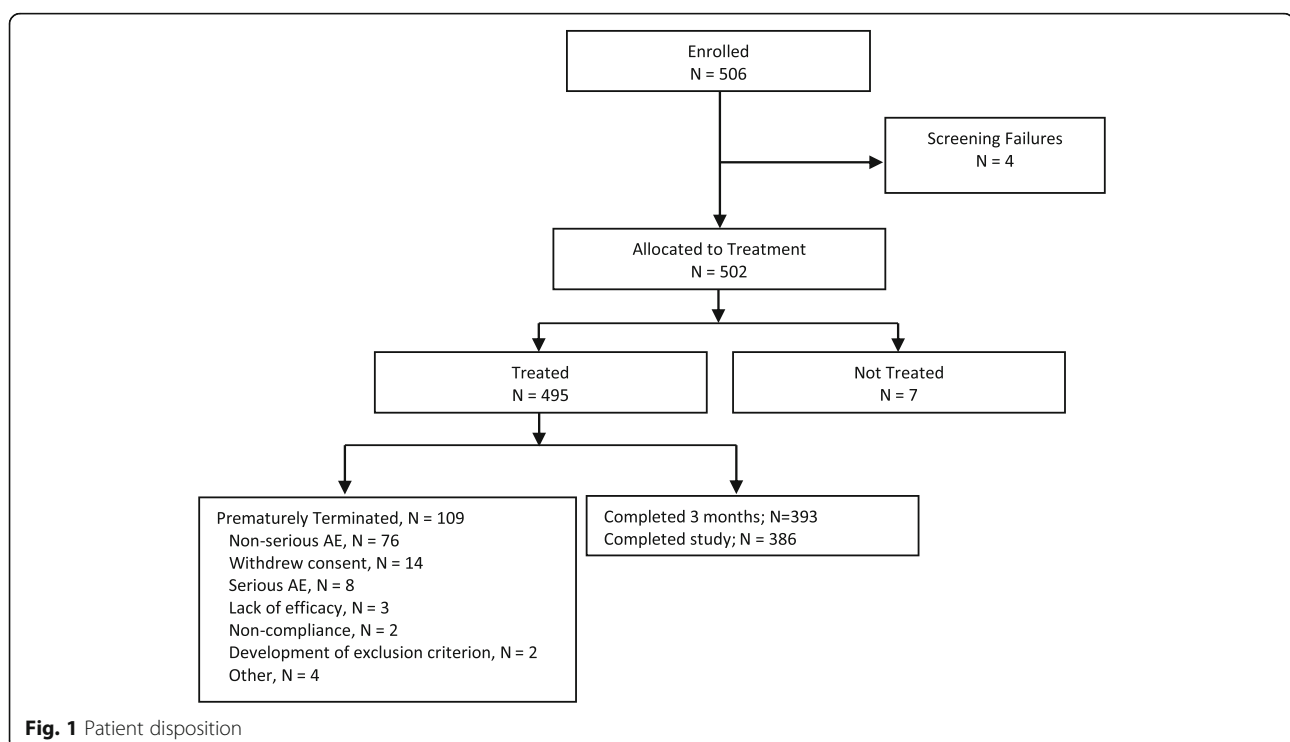 Enrolled
N = 506
Screening Failures
N = 4
Allocated to Treatment
N = 502
Treated
N = 495
Not Treated
N = 7
Prematurely Terminated, N = 109
Non-serious AE, N = 76
Withdrew consent, N = 14
Serious AE, N = 8
Lack of efficacy, N = 3
Non-compliance, N = 2
Development of exclusion criterion, N = 2
Other, N = 4
Completed 3 months; N=393
Completed study; N = 386
Fig. 1 Patient disposition